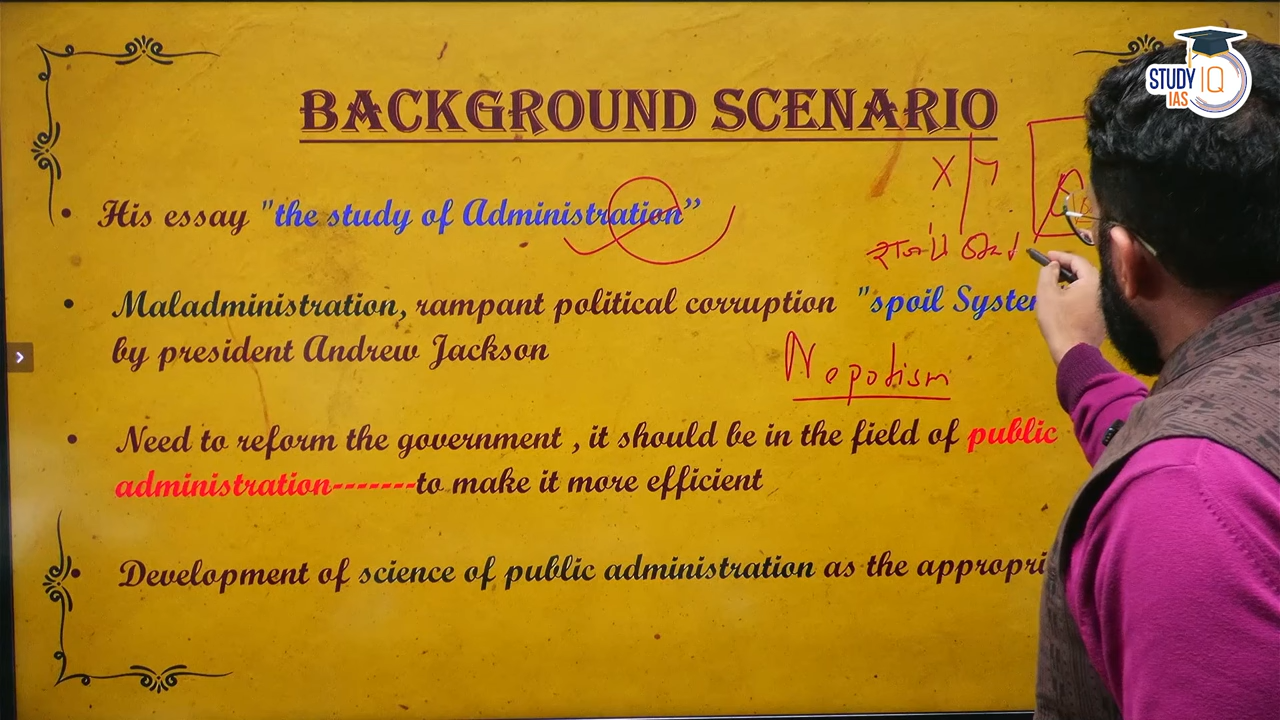 STUDY IQ
IAS
BACKGROUND SCENARIO
X
• His essay "the study of Administration”
• Maladministration, rampant political corruption "spoil System
by president Andrew Jackson
Nepotism
• Need to reform the government , it should be in the field of public
administration-------to make it more efficient
• Development of science of public administration as the appropri